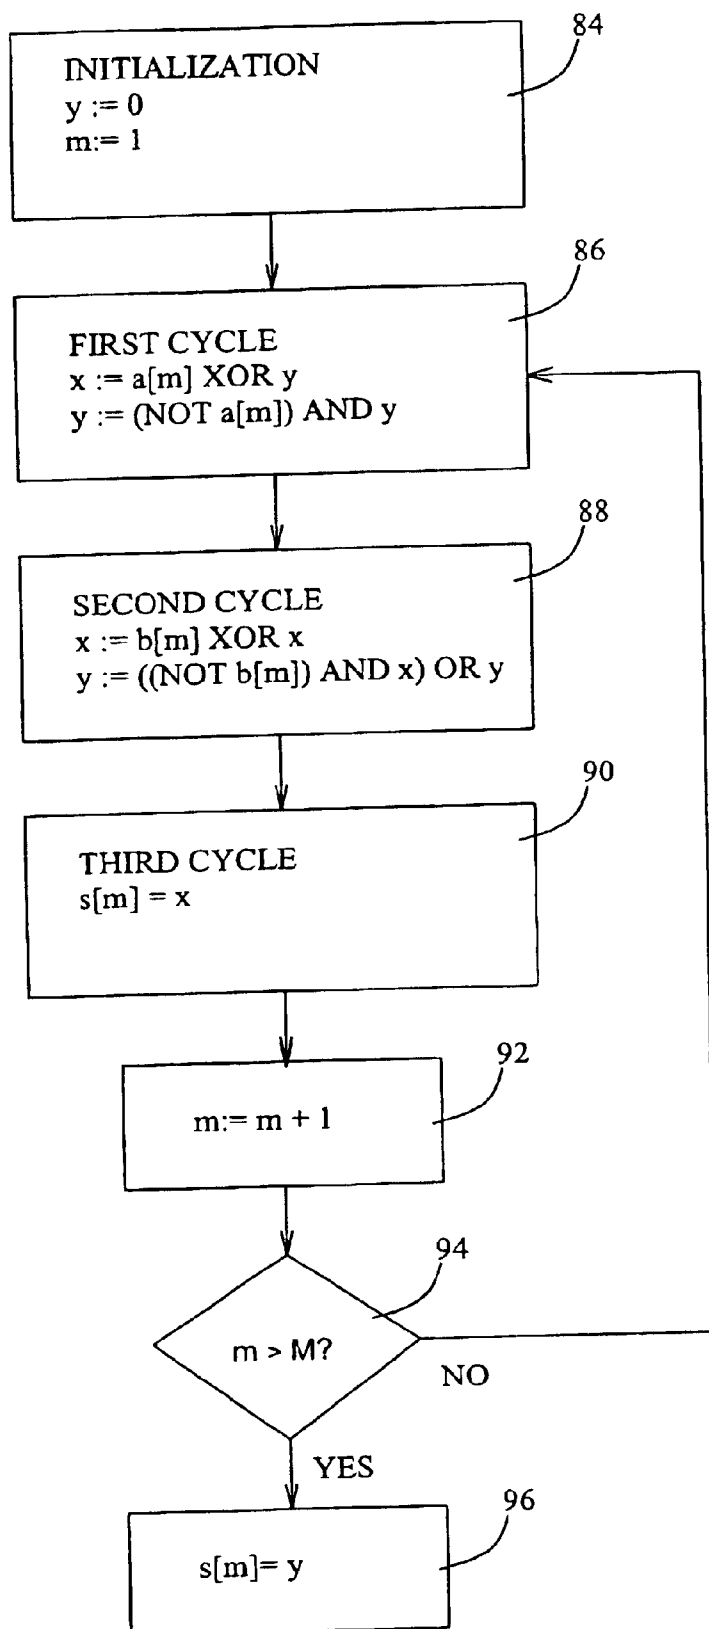 84
INITIALIZATION
y := 0
m:= 1
86
FIRST CYCLE
x := a[m] XOR y
y := (NOT a[m]) AND y
88
SECOND CYCLE
x := b[m] XOR x
y := ((NOT b[m]) AND x) OR y
90
THIRD CYCLE
s[m] = x
92
m:= m + 1
94
m > M?
NO
YES
96
s[m]= y